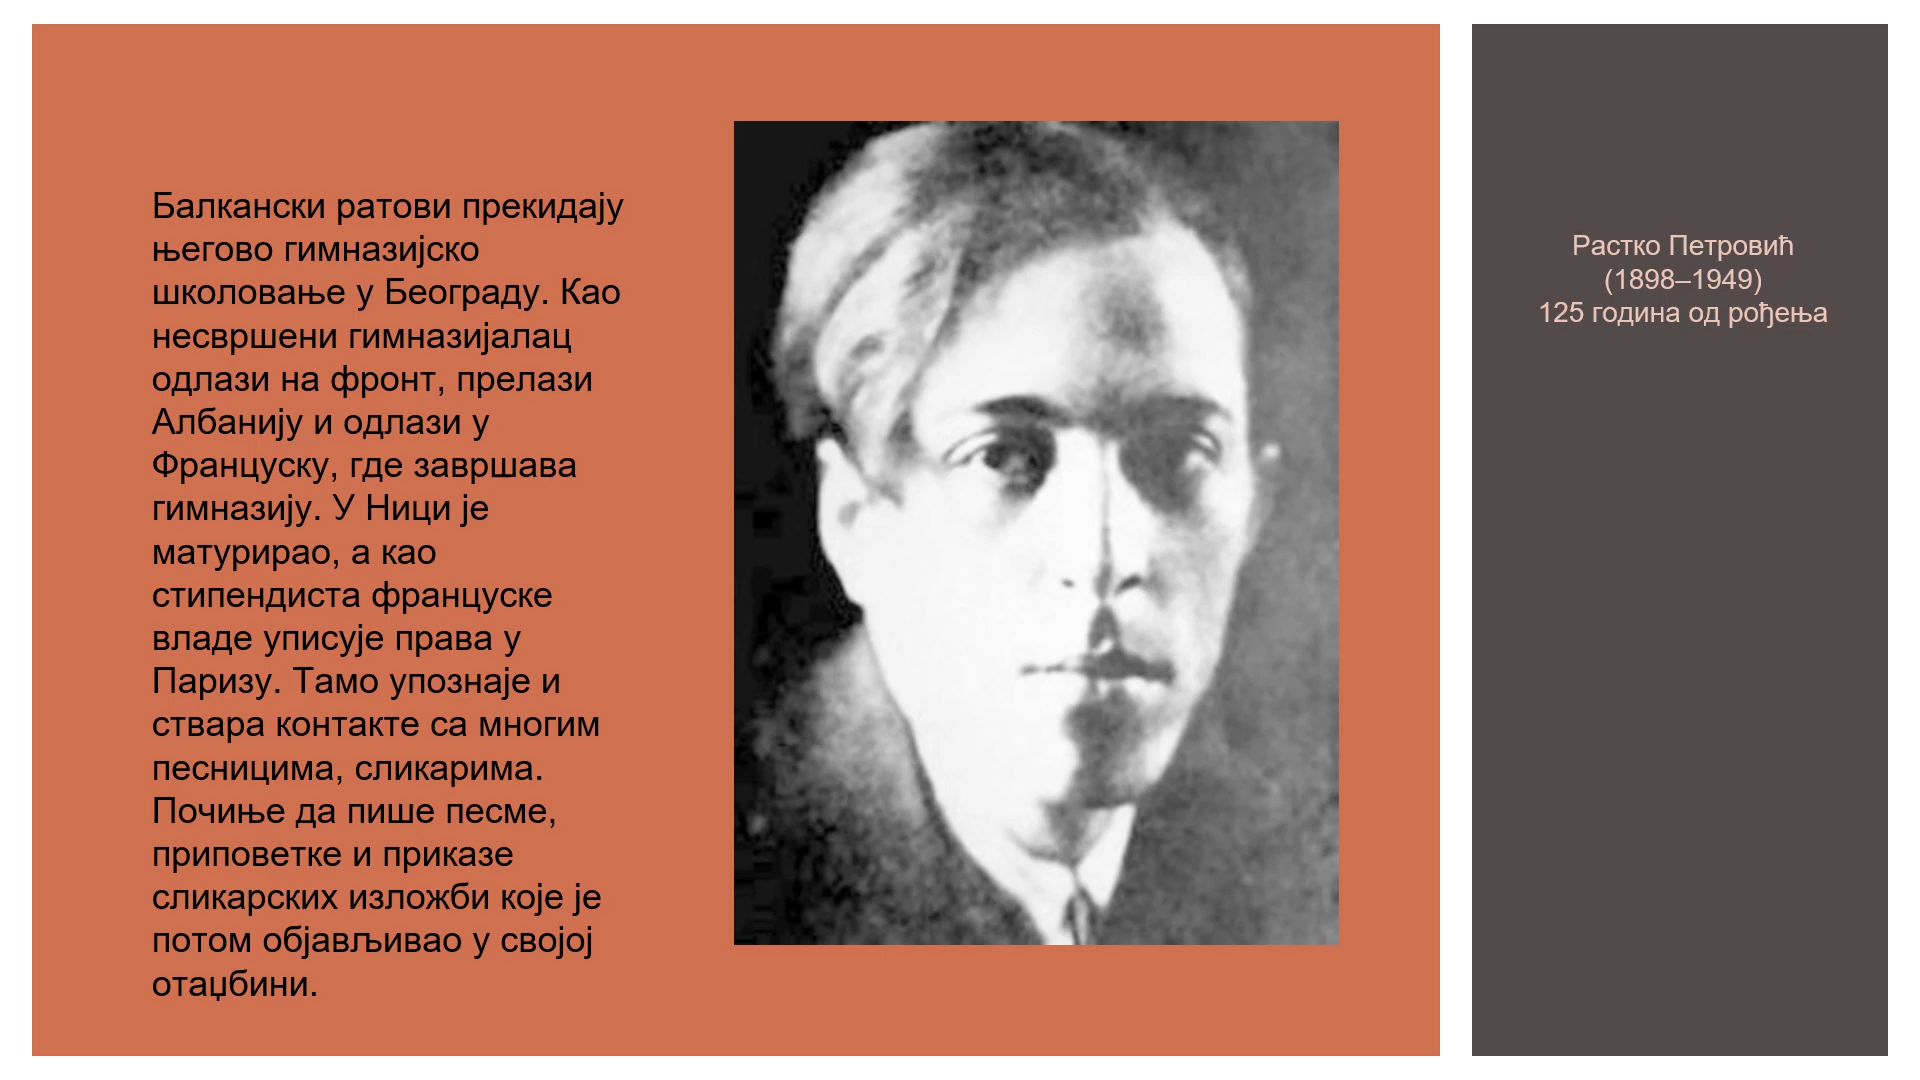 Балкански ратови прекидају
његово гимназијско
школовање у Београду. Као
несвршени гимназијалац
одлази на фронт, прелази
Албанију и одлази у
Француску, где завршава
гимназију. У Ници је
матурирао, а као
стипендиста француске
владе уписује права у
Паризу. Тамо упознаје и
ствара контакте са многим
песницима, сликарима.
Почиње да пише песме,
приповетке и приказе
сликарских изложби које је
потом објављивао у својој
отаџбини.
Растко Петровић
(1898–1949)
125 година од рођења